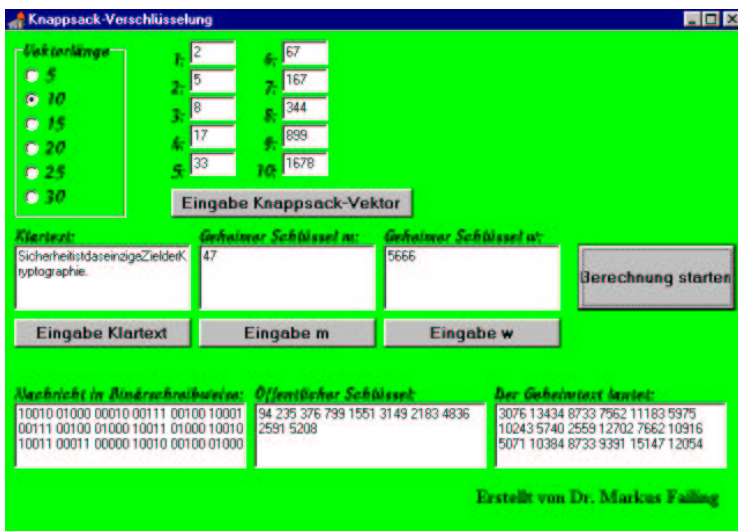 Knappsack-Verschlüsselung
Vektorlänge
5
10
15
20
25
30
1: 2 6: 67
2: 5 7: 167
3: 8 8: 344
4: 17 9: 899
5: 33 10: 1678
Eingabe Knappsack-Vektor
Klartext: Geheimer Schlüssel m: Geheimer Schlüssel w:
SicherheitistdaseinzigeZielderK 47 5666
ryptographie.
Berechnung starten
Eingabe Klartext Eingabe m Eingabe w
Nachricht in Binärschreibweise: Öffentlicher Schlüssel: Der Geheimtext lautet:
10010 01000 00010 00111 00100 10001 94 235 376 799 1551 3149 2183 4836 3076 13434 8733 7562 11183 5975
00111 00100 01000 10011 01000 10010 2591 5208 10243 5740 2559 12702 7662 10916
10011 00011 00000 10010 00100 01000 5071 10384 8733 9391 15147 12054
Erstellt von Dr. Markus Failing